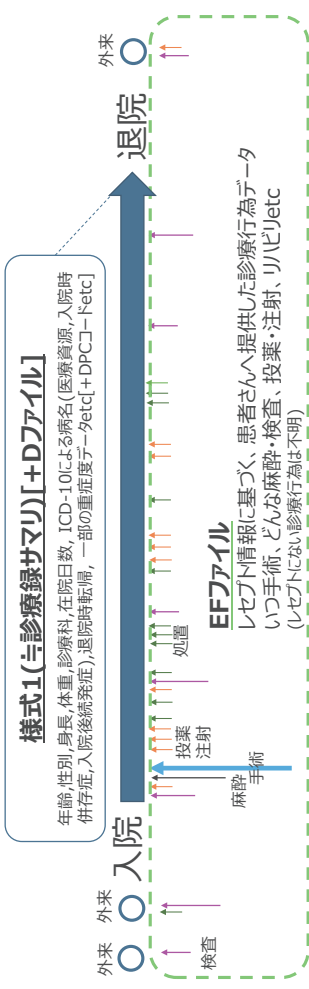 様式1(≒診療録サマリ)[+Dファイル]
年齢,性別,身長,体重,診療科,在院日数, ICD-10による病名(医療資源,入院時
併存症,入院後続発症),退院時転帰, 一部の重症度データetc[+DPCコードetc]
外来
外来
入院
退院
外来
検査
麻酔
手術
投薬
注射
処置
EFファイル
レセプト情報に基づく、患者さんへ提供した診療行為データ
いつ手術、どんな麻酔・検査、投薬・注射、リハビリetc
(レセプトにない診療行為は不明)